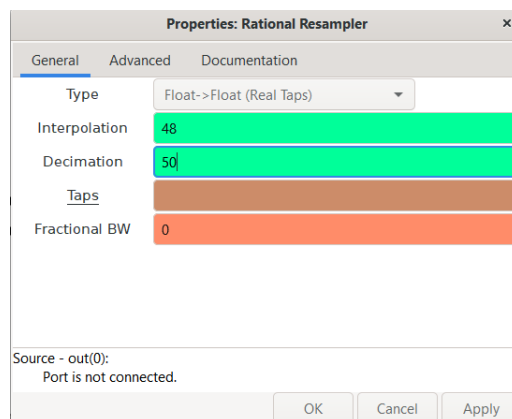 Properties: Rational Resampler ×
General Advanced Documentation
Type Float->Float (Real Taps)
Interpolation 48
Decimation 50
Taps
Fractional BW 0
Source - out(0):
Port is not connected.
OK Cancel Apply